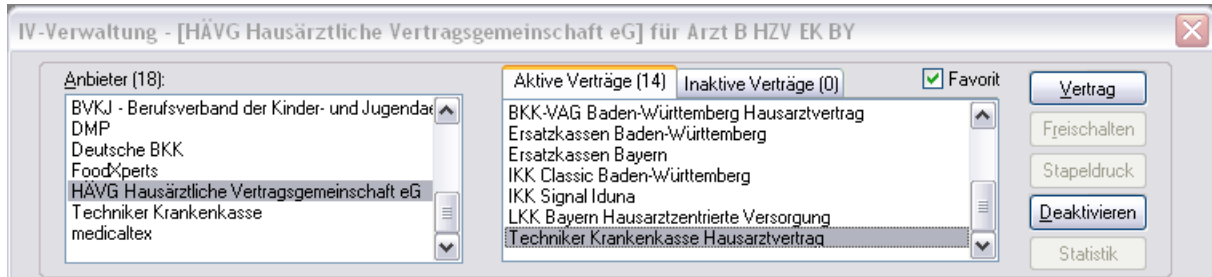 IV-Verwaltung - [HÄVG Hausärztliche Vertragsgemeinschaft eG] für Arzt B HZV EK BY
Anbieter (18):
BVKJ - Berufsverband der Kinder- und Jugendae
DMP
Deutsche BKK
FoodXperts
HÄVG Hausärztliche Vertragsgemeinschaft eG
Techniker Krankenkasse
medicaltex
Aktive Verträge (14)
Inaktive Verträge (0)
Favorit
BKK-VAG Baden-Württemberg Hausarztvertrag
Ersatzkassen Baden-Württemberg
Ersatzkassen Bayern
IKK Classic Baden-Württemberg
IKK Signal Iduna
LKK Bayern Hausarztzentrierte Versorgung
Techniker Krankenkasse Hausarztvertrag
Vertrag
Freischalten
Stapeldruck
Deaktivieren
Statistik